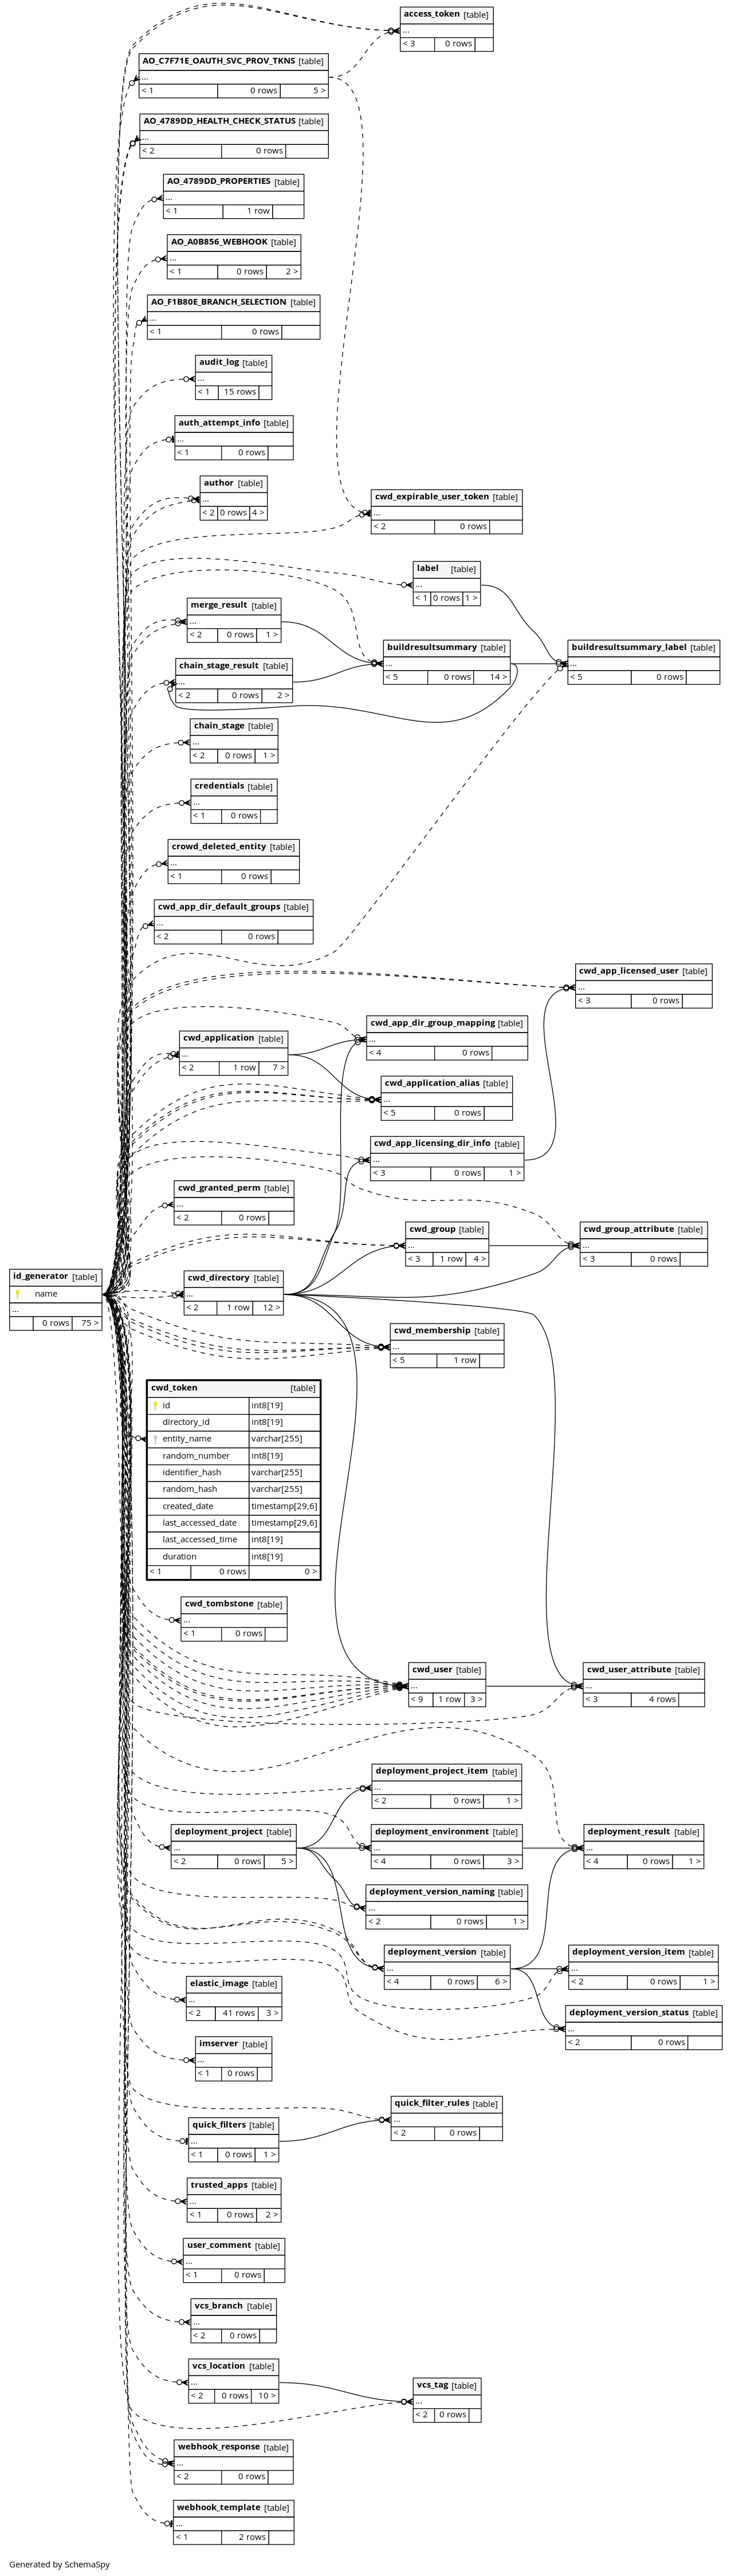 access_token [table]
...
< 3 0 rows
AO_C7F71E_OAUTH_SVC_PROV_TKNS [table]
...
< 1 0 rows 5 >
AO_4789DD_HEALTH_CHECK_STATUS [table]
...
< 2 0 rows
AO_4789DD_PROPERTIES [table]
...
< 1 1 row
AO_A0B856_WEBHOOK [table]
...
< 1 0 rows 2 >
AO_F1B80E_BRANCH_SELECTION [table]
...
< 1 0 rows
audit_log [table]
...
< 1 15 rows
auth_attempt_info [table]
...
< 1 0 rows
author [table]
...
< 2 0 rows 4 >
cwd_expirable_user_token [table]
...
< 2 0 rows
label [table]
...
< 1 0 rows 1 >
merge_result [table]
...
< 2 0 rows 1 >
buildresultsummary [table]
...
< 5 0 rows 14 >
buildresultsummary_label [table]
...
< 5 0 rows
chain_stage_result [table]
...
< 2 0 rows 2 >
chain_stage [table]
...
< 2 0 rows 1 >
credentials [table]
...
< 1 0 rows
crowd_deleted_entity [table]
...
< 1 0 rows
cwd_app_dir_default_groups [table]
...
< 2 0 rows
cwd_app_licensed_user [table]
...
< 3 0 rows
cwd_app_dir_group_mapping [table]
...
< 4 0 rows
cwd_application [table]
...
< 2 1 row 7 >
cwd_application_alias [table]
...
< 5 0 rows
cwd_app_licensing_dir_info [table]
...
< 3 0 rows 1 >
cwd_granted_perm [table]
...
< 2 0 rows
cwd_group [table]
...
< 3 1 row 4 >
cwd_group_attribute [table]
...
< 3 0 rows
id_generator [table]
name
...
0 rows 75 >
cwd_directory [table]
...
< 2 1 row 12 >
cwd_membership [table]
...
< 5 1 row
cwd_token [table]
id int8[19]
directory_id int8[19]
entity_name varchar[255]
random_number int8[19]
identifier_hash varchar[255]
random_hash varchar[255]
created_date timestamp[29,6]
last_accessed_date timestamp[29,6]
last_accessed_time int8[19]
duration int8[19]
< 1 0 rows 0 >
cwd_tombstone [table]
...
< 1 0 rows
cwd_user [table]
...
< 9 1 row 3 >
cwd_user_attribute [table]
...
< 3 4 rows
deployment_project_item [table]
...
< 2 0 rows 1 >
deployment_project [table]
...
< 2 0 rows 5 >
deployment_environment [table]
...
< 4 0 rows 3 >
deployment_result [table]
...
< 4 0 rows 1 >
deployment_version_naming [table]
...
< 2 0 rows 1 >
deployment_version [table]
...
< 4 0 rows 6 >
deployment_version_item [table]
...
< 2 0 rows 1 >
elastic_image [table]
...
< 2 41 rows 3 >
deployment_version_status [table]
...
< 2 0 rows
imserver [table]
...
< 1 0 rows
quick_filter_rules [table]
...
< 2 0 rows
quick_filters [table]
...
< 1 0 rows 1 >
trusted_apps [table]
...
< 1 0 rows 2 >
user_comment [table]
...
< 1 0 rows
vcs_branch [table]
...
< 2 0 rows
vcs_location [table]
...
< 2 0 rows 10 >
vcs_tag [table]
...
< 2 0 rows
webhook_response [table]
...
< 2 0 rows
webhook_template [table]
...
< 1 2 rows
Generated by SchemaSpy